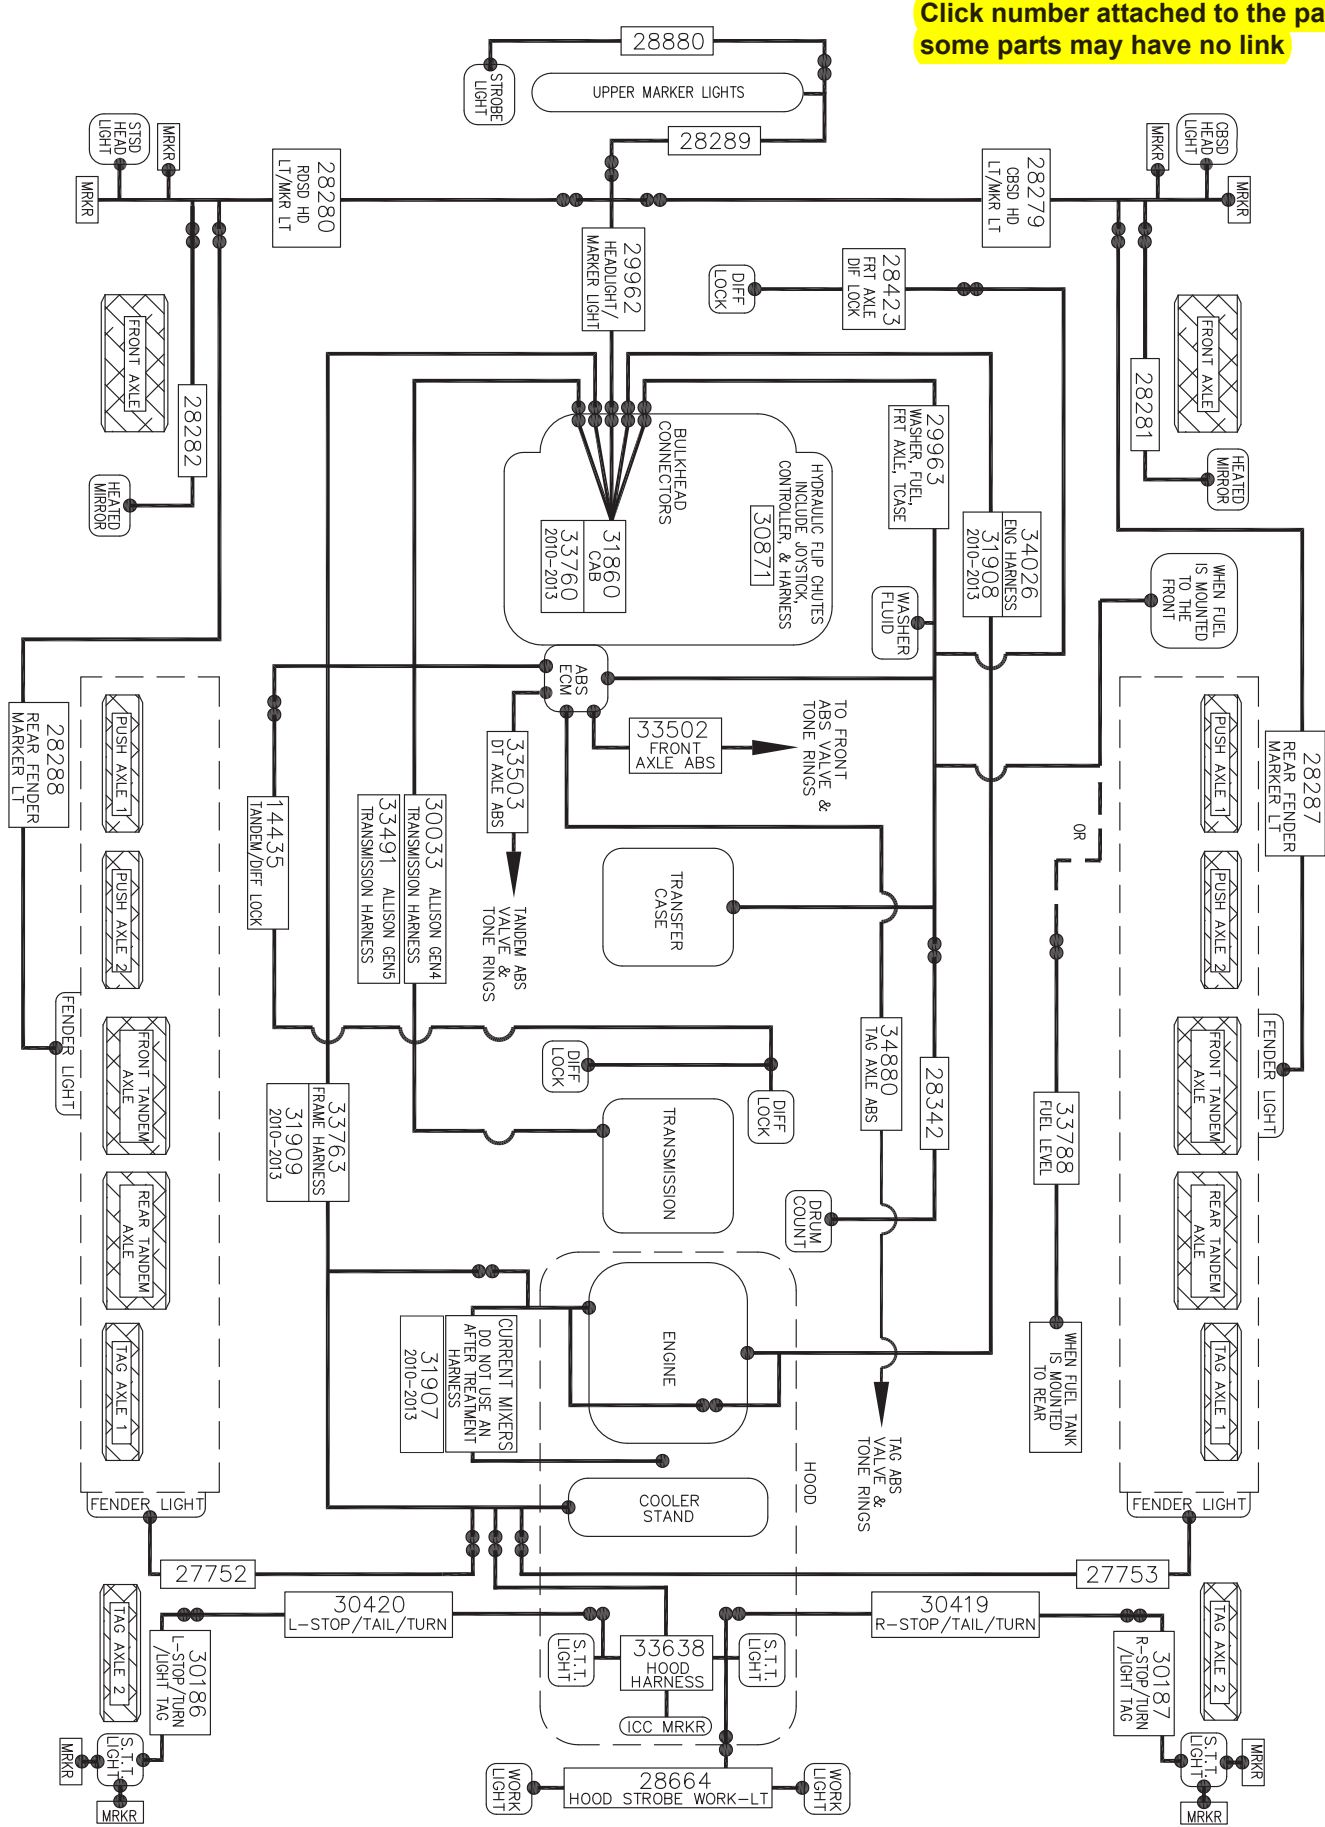 Click number attached to the pa
some parts may have no link
28880
STROBE
LIGHT
UPPER MARKER LIGHTS
28289
STSD
HEAD
LIGHT
MRKR
MRKR
28280
RDSD HD
LT/MKR LT
28279
CBSD HD
LT/MKR LT
MRKR
CBSD
HEAD
LIGHT
MRKR
29962
HEADLIGHT/
MARKER LIGHT
DIFF
LOCK
28423
FRT AXLE
DIF LOCK
FRONT AXLE
28282
HEATED
MIRROR
FRONT AXLE
28281
HEATED
MIRROR
BULKHEAD
CONNECTORS
HYDRAULIC FLIP CHUTES
INCLUDE JOYSTICK,
CONTROLLER, & HARNESS
30871
31860
CAB
33760
2010-2013
29963
WASHER, FUEL,
FRT AXLE, TCASE
34026
ENG HARNESS
31908
2010-2013
WASHER
FLUID
WHEN FUEL
IS MOUNTED
TO THE
FRONT
ABS
ECM
33502
FRONT
AXLE ABS
TO FRONT
ABS VALVE &
TONE RINGS
33503
DT AXLE ABS
TANDEM ABS
VALVE &
TONE RINGS
28288
REAR FENDER
MARKER LT
28287
REAR FENDER
MARKER LT
PUSH AXLE 1
PUSH AXLE 2
FRONT TANDEM
AXLE
REAR TANDEM
AXLE
TAG AXLE 1
FENDER LIGHT
FENDER LIGHT
PUSH AXLE 1
PUSH AXLE 2
FRONT TANDEM
AXLE
REAR TANDEM
AXLE
TAG AXLE 1
FENDER LIGHT
FENDER LIGHT
14435
TANDEM/DIFF LOCK
30033 ALLISON GEN4
TRANSMISSION HARNESS
33491 ALLISON GEN5
TRANSMISSION HARNESS
TRANSFER
CASE
OR
34880
TAG AXLE ABS
28342
33788
FUEL LEVEL
DIFF
LOCK
DIFF
LOCK
TRANSMISSION
DRUM
COUNT
33763
FRAME HARNESS
31909
2010-2013
ENGINE
CURRENT MIXERS
DO NOT USE AN
AFTER TREATMENT
HARNESS
31907
2010-2013
WHEN FUEL TANK
IS MOUNTED
TO REAR
TAG ABS
VALVE &
TONE RINGS
HOOD
COOLER
STAND
27752
27753
30420
L-STOP/TAIL/TURN
30419
R-STOP/TAIL/TURN
TAG AXLE 2
TAG AXLE 2
S.T.T.
LIGHT
33638
HOOD
HARNESS
S.T.T.
LIGHT
ICC MRKR
30186
L-STOP/TURN
/LIGHT TAG
30187
R-STOP/TURN
/LIGHT TAG
MRKR
S.T.T.
LIGHT
MRKR
WORK
LIGHT
28664
HOOD STROBE WORK-LT
WORK
LIGHT
S.T.T.
LIGHT
MRKR
MRKR